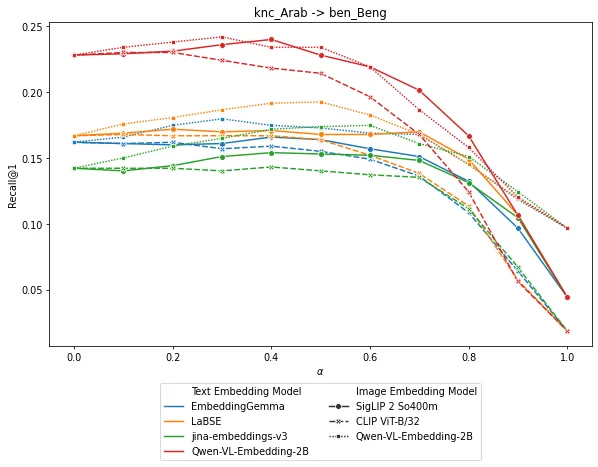 knc_Arab -> ben_Beng
0.25
0.20
0.15
0.10
0.05
Recall@1
0.0 0.2 0.4 0.6 0.8 1.0
α
Text Embedding Model
EmbeddingGemma
LaBSE
jina-embeddings-v3
Qwen-VL-Embedding-2B
Image Embedding Model
SigLIP 2 So400m
CLIP ViT-B/32
Qwen-VL-Embedding-2B